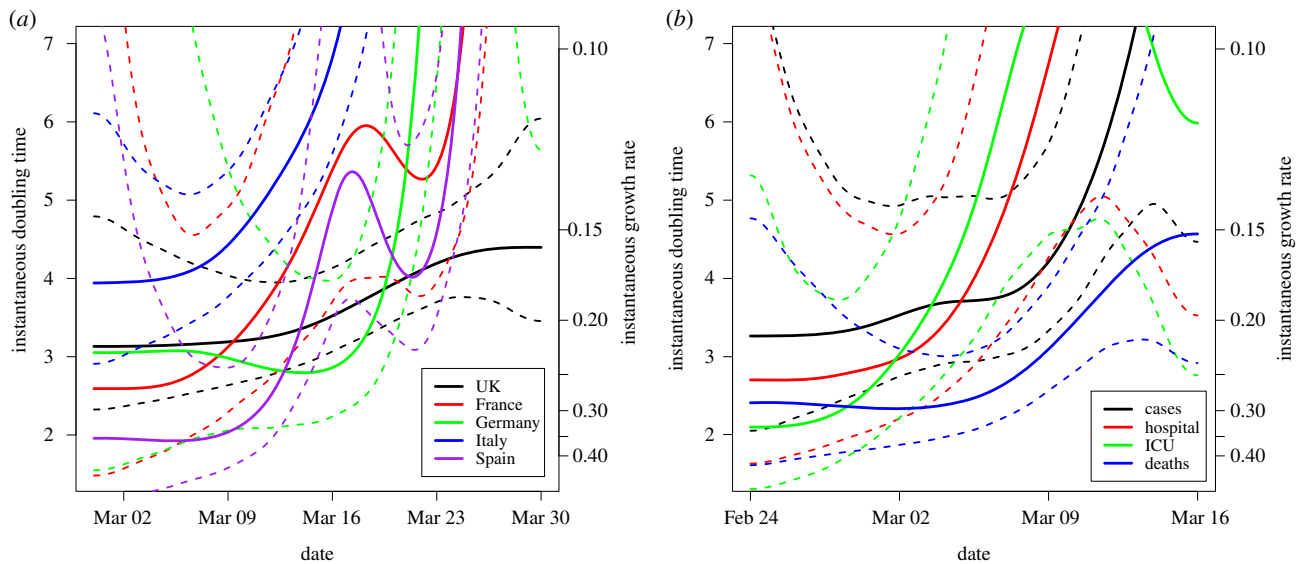 (a)
instantaneous doubling time
7
6
5
4
3
2
0.10
0.15
0.20
0.30
0.40
instantaneous growth rate
UK
France
Germany
Italy
Spain
Mar 02
Mar 09
Mar 16
Mar 23
Mar 30
date
(b)
instantaneous doubling time
7
6
5
4
3
2
0.10
0.15
0.20
0.30
0.40
instantaneous growth rate
cases
hospital
ICU
deaths
Feb 24
Mar 02
Mar 09
Mar 16
date